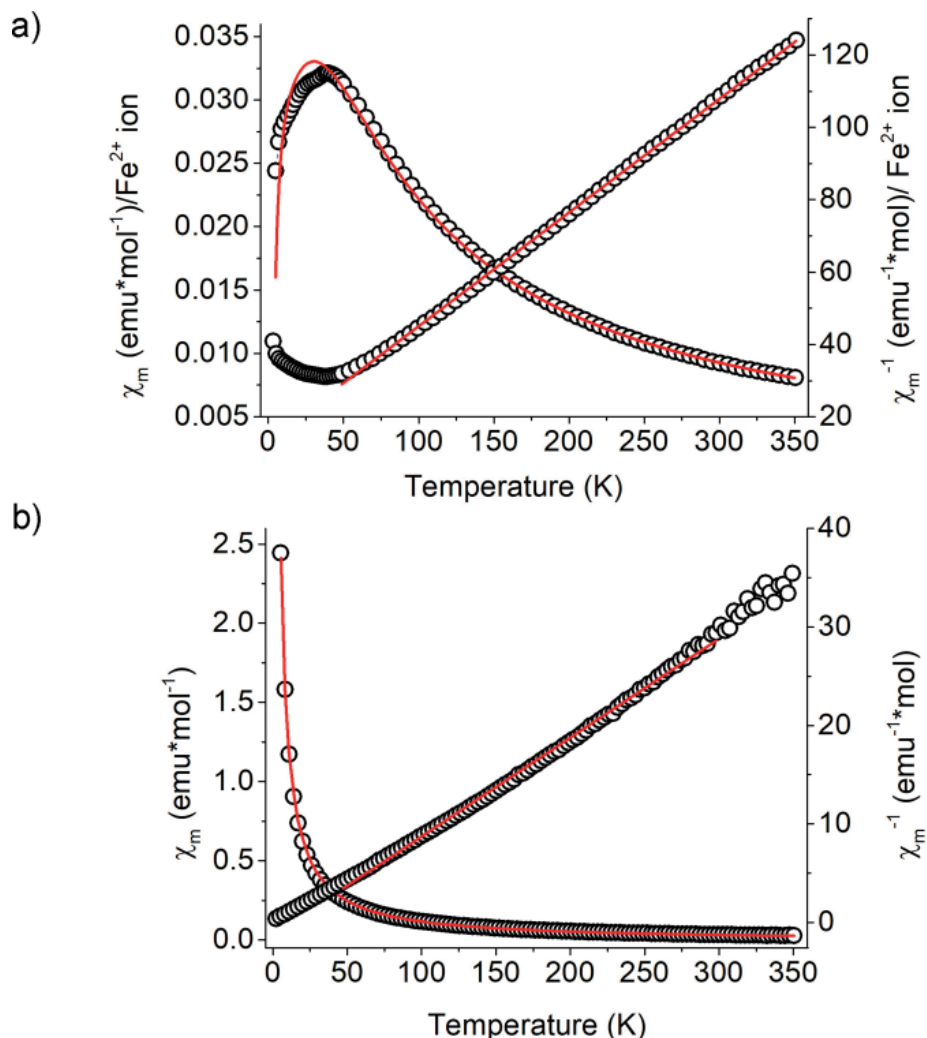 a)
0.035
0.030
0.025
0.020
0.015
0.010
0.005
χm (emu*mol-1)/Fe2+ ion
120
100
80
60
40
20
χm-1 (emu-1*mol)/ Fe2+ ion
0 50 100 150 200 250 300 350
Temperature (K)
b)
2.5
2.0
1.5
1.0
0.5
0.0
χm (emu*mol-1)
40
30
20
10
0
χm-1 (emu-1*mol)
0 50 100 150 200 250 300 350
Temperature (K)